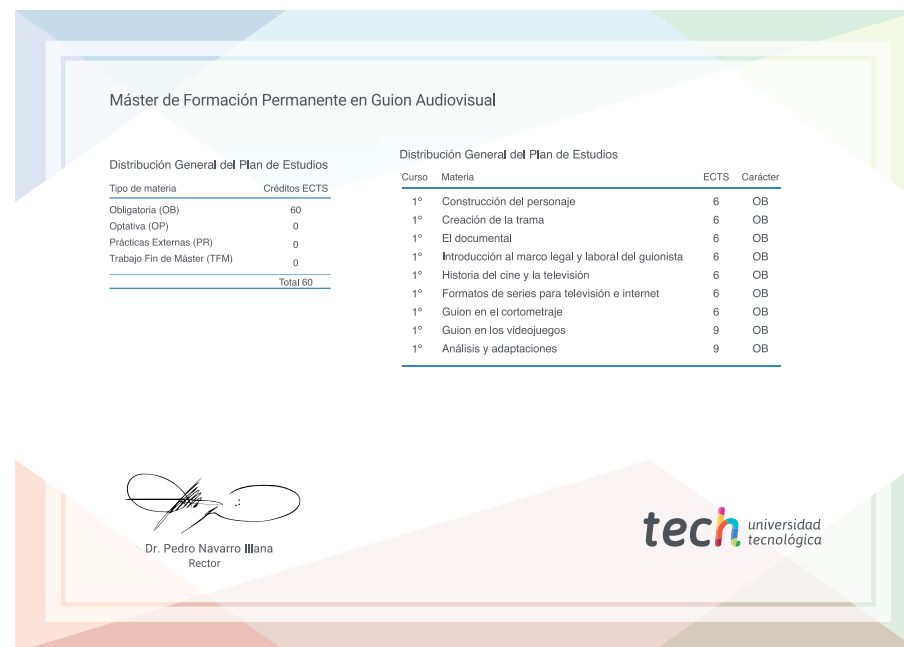 Máster de Formación Permanente en Guion Audiovisual
Distribución General del Plan de Estudios
Tipo de materia Créditos ECTS
Obligatoria (OB) 60
Optativa (OP) 0
Prácticas Externas (PR) 0
Trabajo Fin de Máster (TFM) 0
Total 60
Distribución General del Plan de Estudios
Curso Materia ECTS Carácter
1º Construcción del personaje 6 OB
1º Creación de la trama 6 OB
1º El documental 6 OB
1º Introducción al marco legal y laboral del guionista 6 OB
1º Historia del cine y la televisión 6 OB
1º Formatos de series para televisión e internet 6 OB
1º Guion en el cortometraje 6 OB
1º Guion en los videojuegos 9 OB
1º Análisis y adaptaciones 9 OB
Dr. Pedro Navarro Illana
Rector
tech universidad
tecnológica